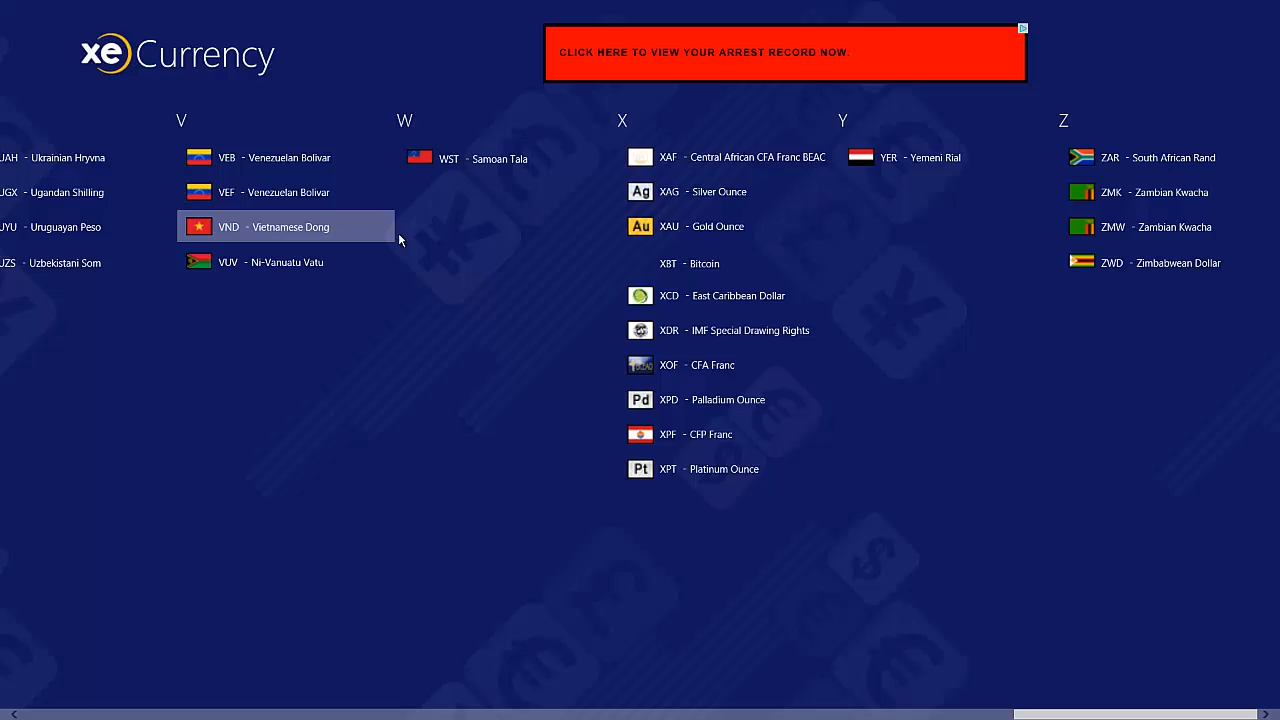 xe Currency
CLICK HERE TO VIEW YOUR ARREST RECORD NOW.
UAH - Ukrainian Hryvna
UGX - Ugandan Shilling
UYU - Uruguayan Peso
UZS - Uzbekistani Som
V
VEB - Venezuelan Bolivar
VEF - Venezuelan Bolivar
VND - Vietnamese Dong
VUV - Ni-Vanuatu Vatu
W
WST - Samoan Tala
X
XAF - Central African CFA Franc BEAC
Ag XAG - Silver Ounce
Au XAU - Gold Ounce
XBT - Bitcoin
XCD - East Caribbean Dollar
XDR - IMF Special Drawing Rights
XOF - CFA Franc
Pd XPD - Palladium Ounce
XPF - CFP Franc
Pt XPT - Platinum Ounce
Y
YER - Yemeni Rial
Z
ZAR - South African Rand
ZMK - Zambian Kwacha
ZMW - Zambian Kwacha
ZWD - Zimbabwean Dollar